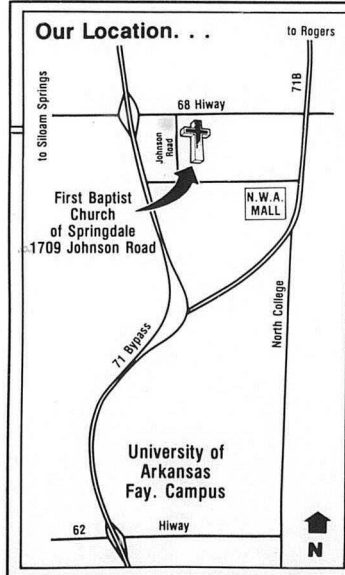 Our Location. . .
to Rogers
71B
to Siloam Springs
68 Hiway
Johnson
Road
First Baptist
Church
of Springdale
1709 Johnson Road
N.W.A.
MALL
North College
71 Bypass
University of
Arkansas
Fay. Campus
62
Hiway
N